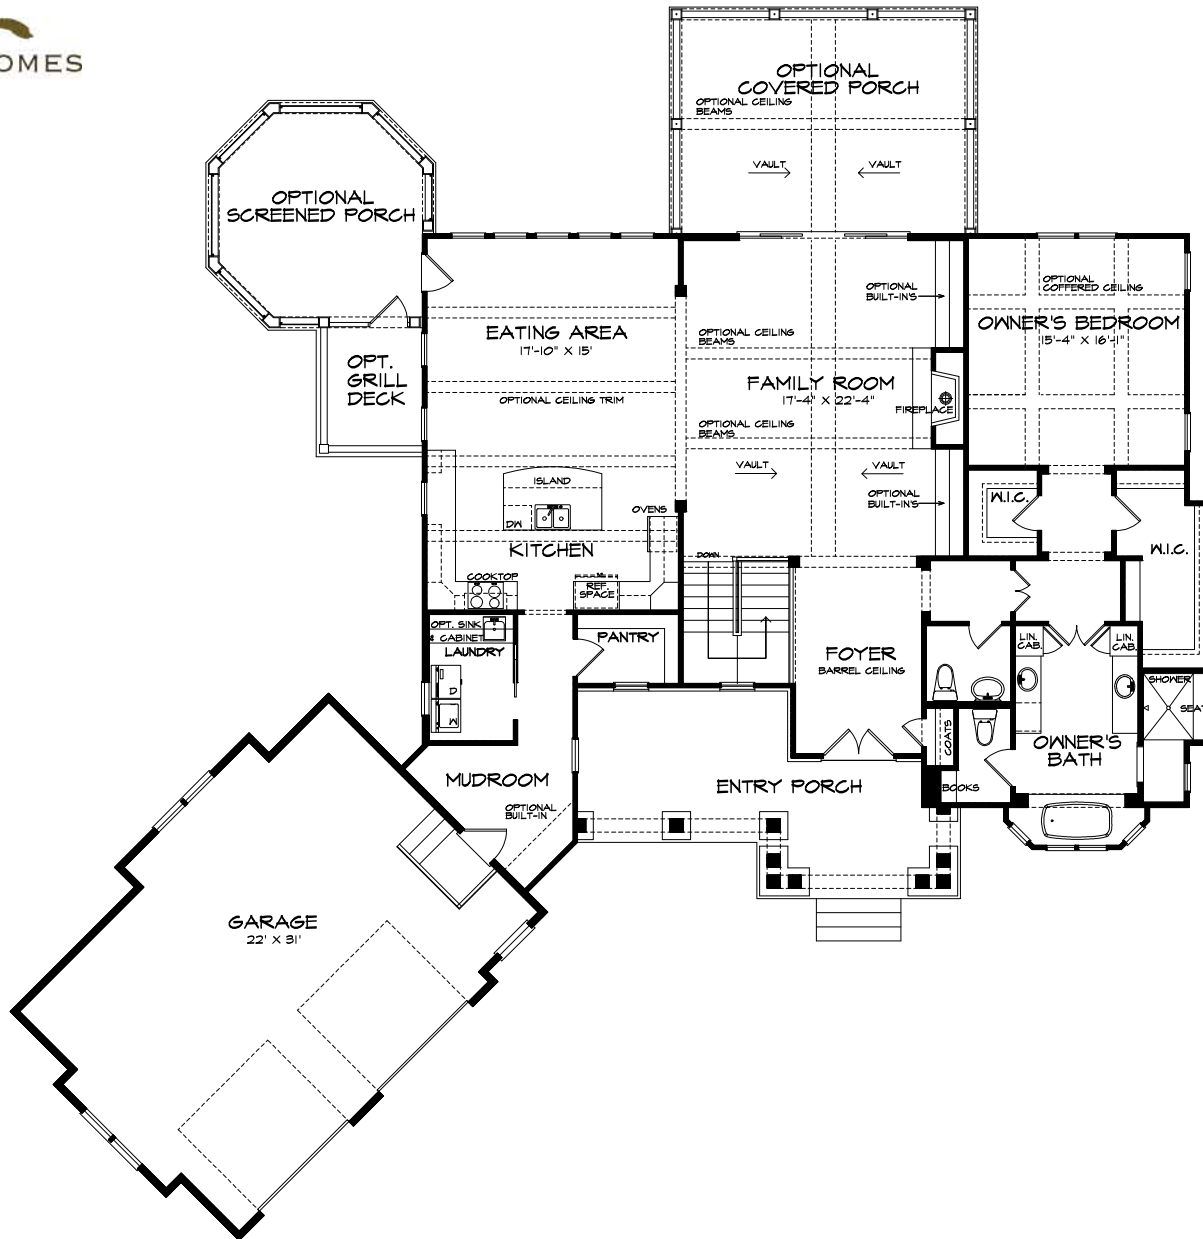 OMES
OPTIONAL
COVERED PORCH
OPTIONAL CEILING
BEAMS
VAULT
VAULT
OPTIONAL
SCREENED PORCH
OPTIONAL
BUILT-IN'S
OPTIONAL
COFFERED CEILING
OWNER'S BEDROOM
15'-4" X 16'-1"
EATING AREA
17'-10" X 15'
OPTIONAL CEILING
BEAMS
OPT.
GRILL
DECK
FAMILY ROOM
17'-4" X 22'-4"
OPTIONAL CEILING TRIM
FIREPLACE
OPTIONAL CEILING
BEAMS
VAULT
VAULT
ISLAND
OPTIONAL
BUILT-IN'S
W.I.C.
OVENS
DW
KITCHEN
DOWN
W.I.C.
COOKTOP
REF.
SPACE
OPT. SINK
& CABINET
PANTRY
LIN.
CAB.
LIN.
CAB.
LAUNDRY
FOYER
BARREL CEILING
SHOWER
D
W
SEAT
COATS
OWNER'S
BATH
MUDROOM
ENTRY PORCH
BOOKS
OPTIONAL
BUILT-IN
GARAGE
22' X 31'